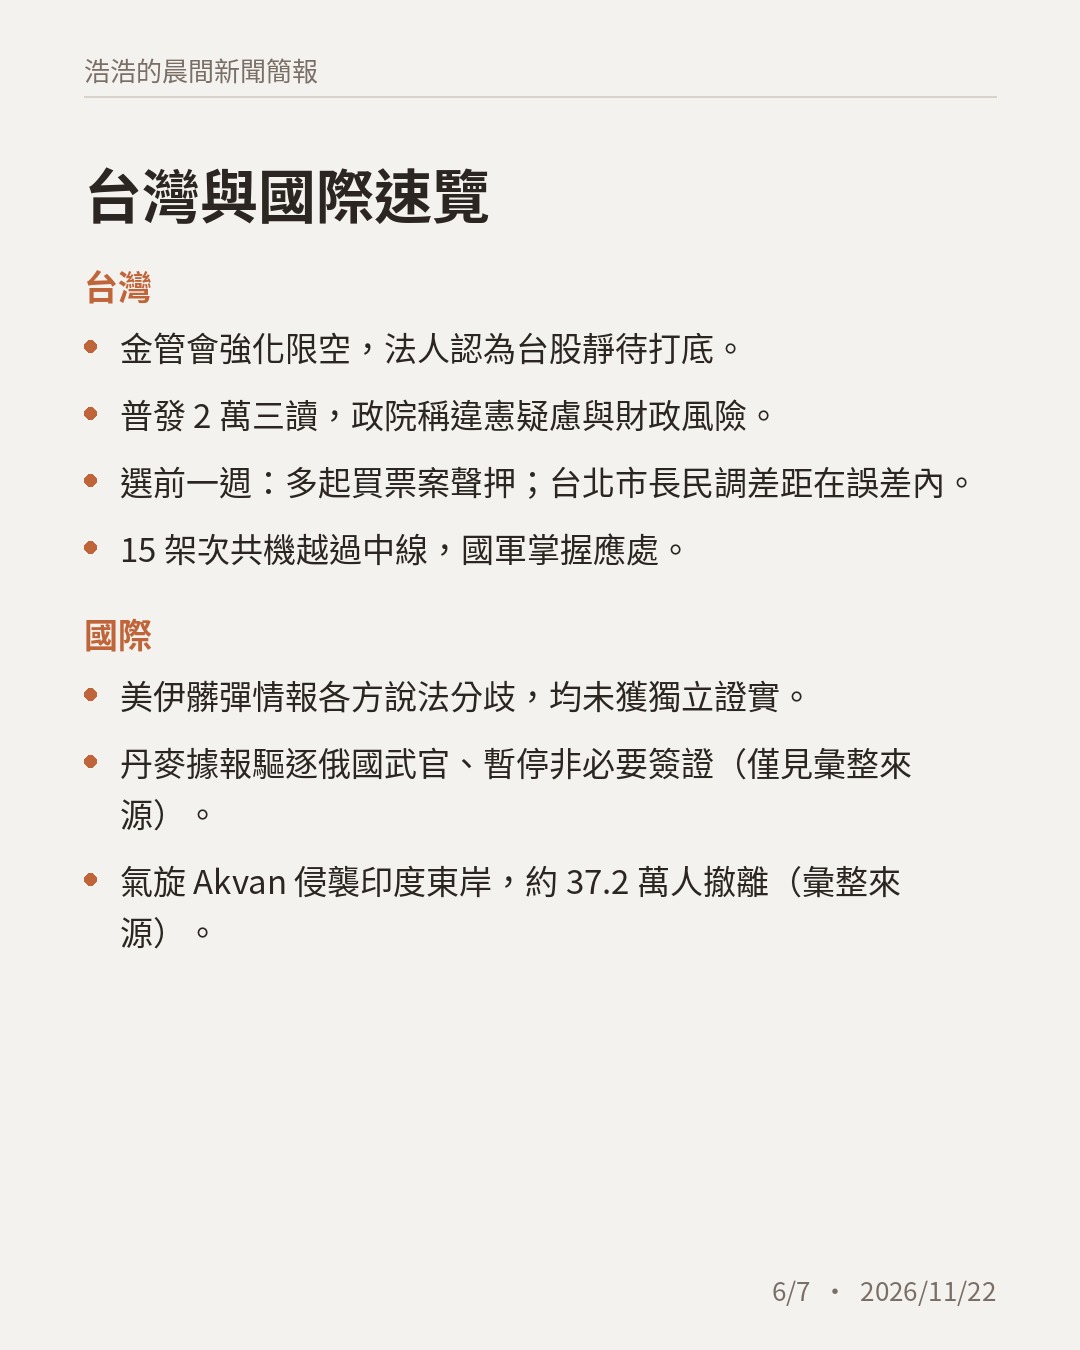 浩浩的晨間新聞簡報
台灣與國際速覽
台灣
金管會強化限空，法人認為台股靜待打底。
普發 2 萬三讀，政院稱違憲疑慮與財政風險。
選前一週：多起買票案聲押；台北市長民調差距在誤差內。
15 架次共機越過中線，國軍掌握應處。
國際
美伊髒彈情報各方說法分歧，均未獲獨立證實。
丹麥據報驅逐俄國武官、暫停非必要簽證（僅見彙整來
源）。
氣旋 Akvan 侵襲印度東岸，約 37.2 萬人撤離（彙整來
源）。
6/7 ・ 2026/11/22